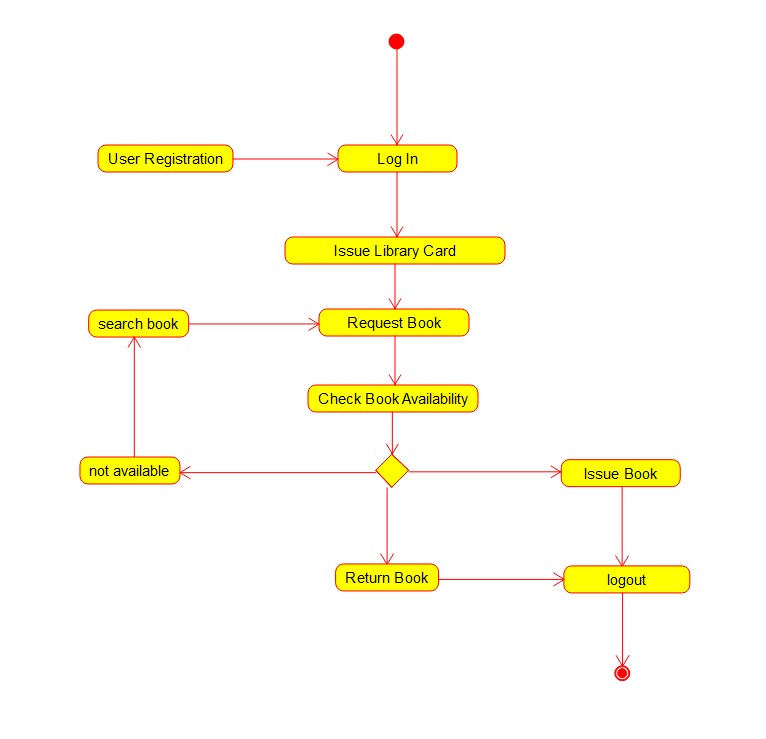 User Registration
Log In
Issue Library Card
search book
Request Book
Check Book Availability
not available
Issue Book
Return Book
logout